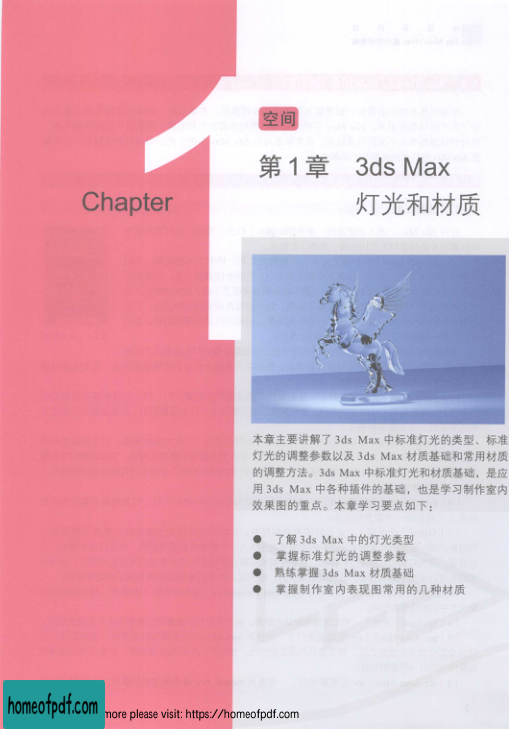 空间
第1章 3ds Max
灯光和材质
Chapter
1
本章主要讲解了 3ds Max 中标准灯光的类型、标准
灯光的调整参数以及 3ds Max 材质基础和常用材质
的调整方法。3ds Max 中标准灯光和材质基础，是应
用 3ds Max 中各种插件的基础，也是学习制作室内
效果图的重点。本章学习要点如下：
● 了解 3ds Max 中的灯光类型
● 掌握标准灯光的调整参数
● 熟练掌握 3ds Max 材质基础
● 掌握制作室内表现图常用的几种材质
homeofpdf.com
more please visit: https://homeofpdf.com